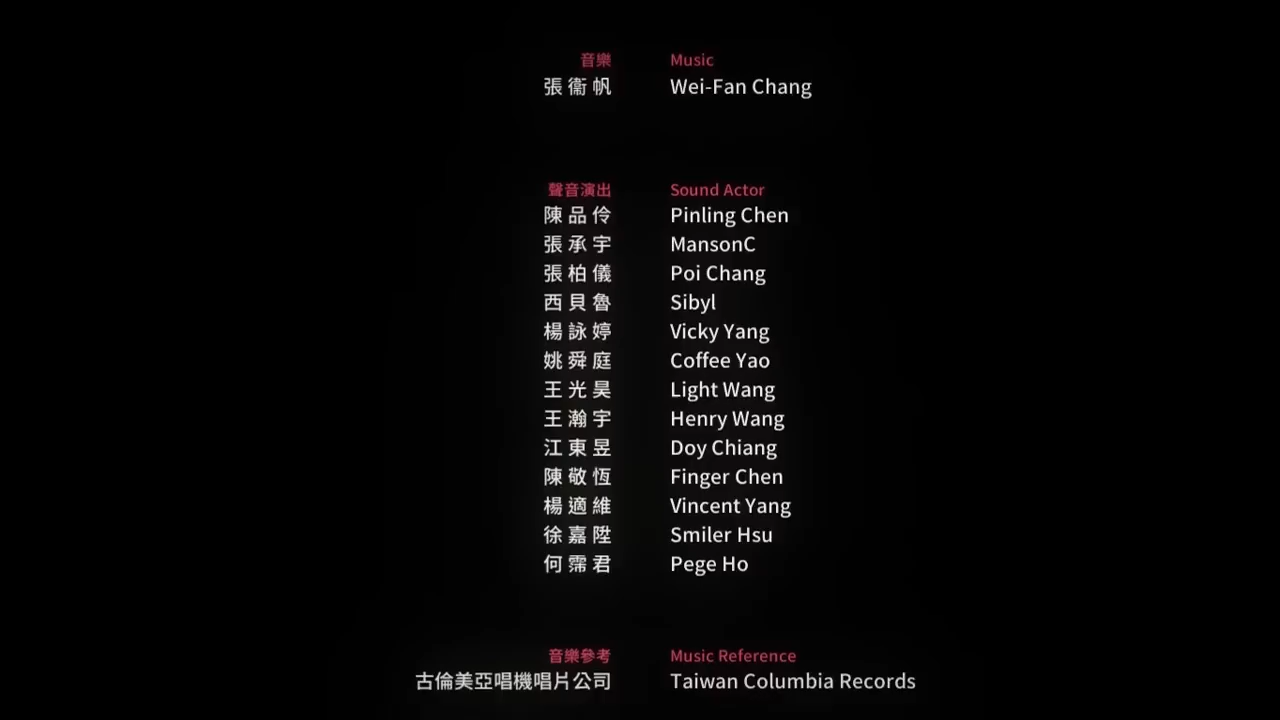 音樂 Music
張衞帆 Wei-Fan Chang
聲音演出 Sound Actor
陳品伶 Pinling Chen
張承宇 MansonC
張柏儀 Poi Chang
西貝魯 Sibyl
楊詠婷 Vicky Yang
姚舜庭 Coffee Yao
王光昊 Light Wang
王瀚宇 Henry Wang
江東昱 Doy Chiang
陳敬恆 Finger Chen
楊適維 Vincent Yang
徐嘉陞 Smiler Hsu
何霈君 Pege Ho
音樂參考 Music Reference
古倫美亞唱機唱片公司 Taiwan Columbia Records